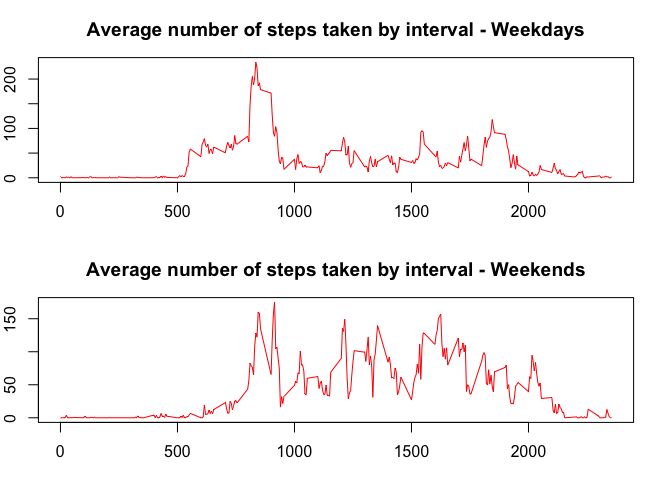 Average number of steps taken by interval - Weekdays
200
100
0
0 500 1000 1500 2000
Average number of steps taken by interval - Weekends
150
50
0
0 500 1000 1500 2000